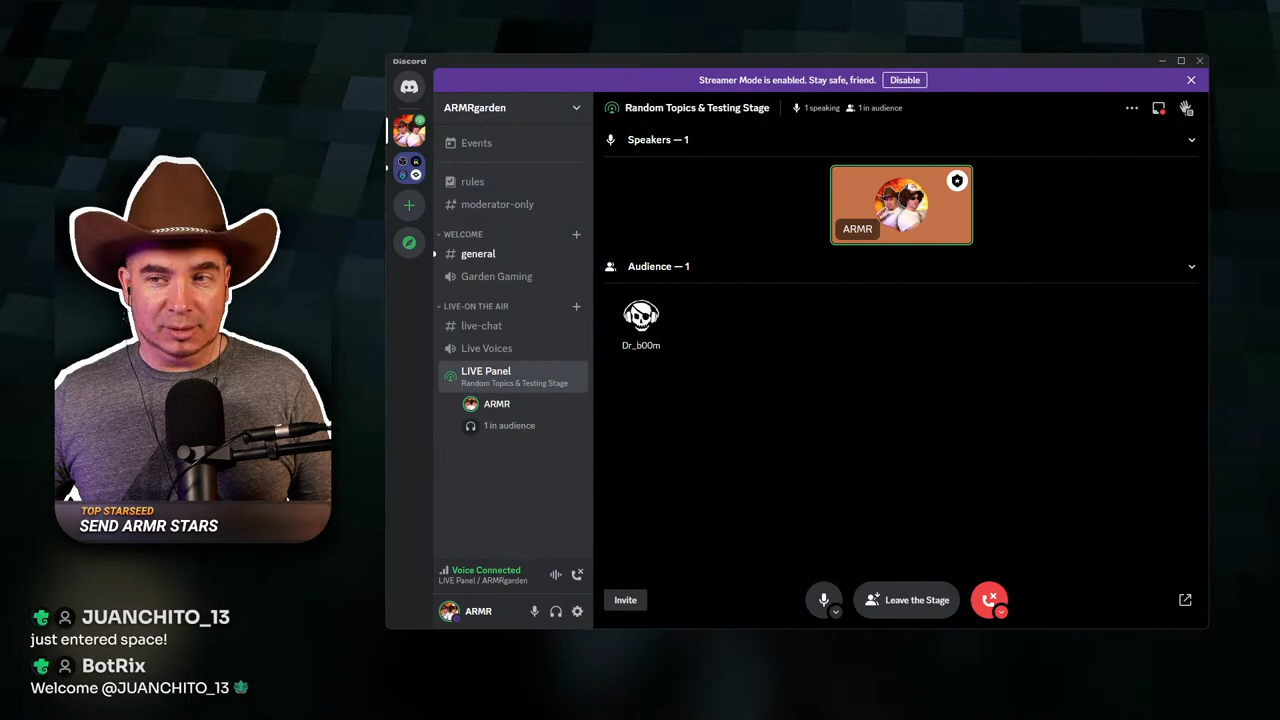 Discord
Streamer Mode is enabled. Stay safe, friend.
Disable
ARMRgarden
Events
rules
moderator-only
WELCOME
general
Garden Gaming
LIVE-ON THE AIR
live-chat
Live Voices
LIVE Panel
Random Topics & Testing Stage
ARMR
1 in audience
Voice Connected
LIVE Panel / ARMRgarden
ARMR
Random Topics & Testing Stage
1 speaking
1 in audience
Speakers — 1
ARMR
Audience — 1
Dr_b00m
Invite
Leave the Stage
TOP STARSEED
SEND ARMR STARS
JUANCHITO_13
just entered space!
BotRix
Welcome @JUANCHITO_13